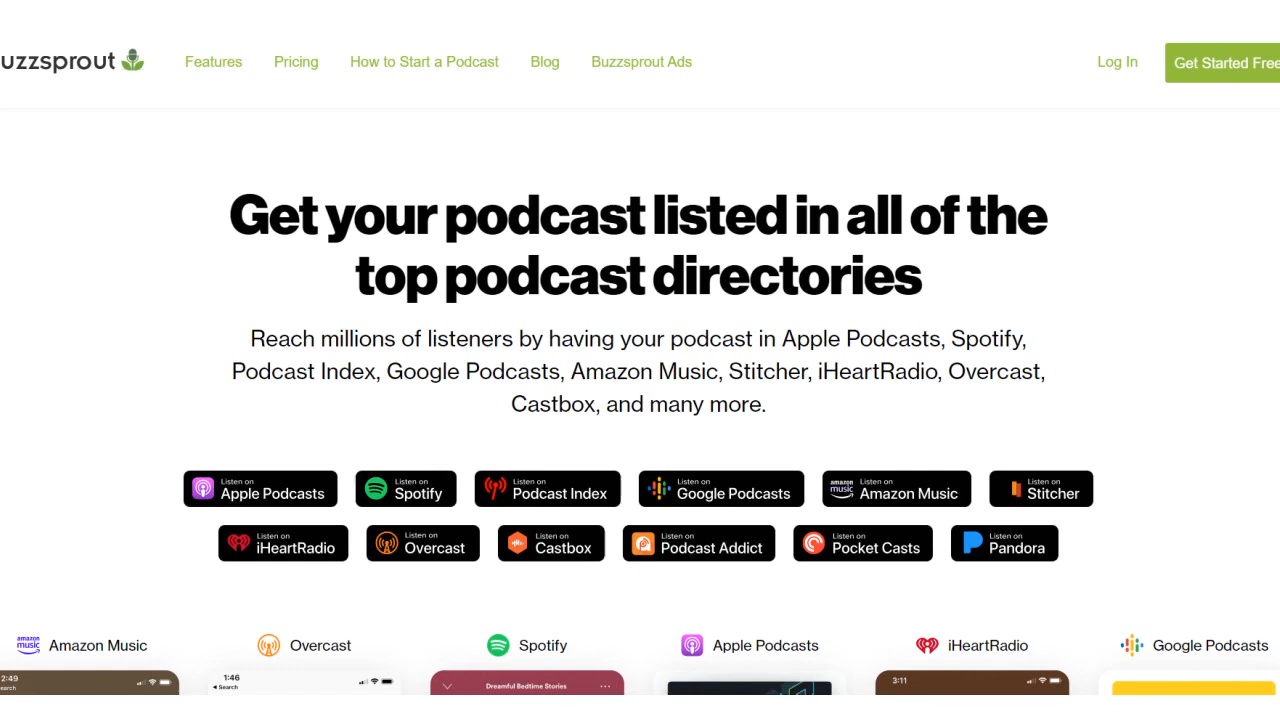 uzzsprout
Features Pricing How to Start a Podcast Blog Buzzsprout Ads Log In Get Started Free
Get your podcast listed in all of the
top podcast directories
Reach millions of listeners by having your podcast in Apple Podcasts, Spotify,
Podcast Index, Google Podcasts, Amazon Music, Stitcher, iHeartRadio, Overcast,
Castbox, and many more.
Listen on Apple Podcasts
Listen on Spotify
Listen on Podcast Index
Listen on Google Podcasts
amazon music Listen on Amazon Music
Listen on Stitcher
Listen on iHeartRadio
Listen on Overcast
Listen on Castbox
Listen on Podcast Addict
Listen on Pocket Casts
Listen on Pandora
amazon music Amazon Music
Overcast
Spotify
Apple Podcasts
iHeartRadio
Google Podcasts
2:49
earch
1:46
Search
Dreamful Bedtime Stories
3:11